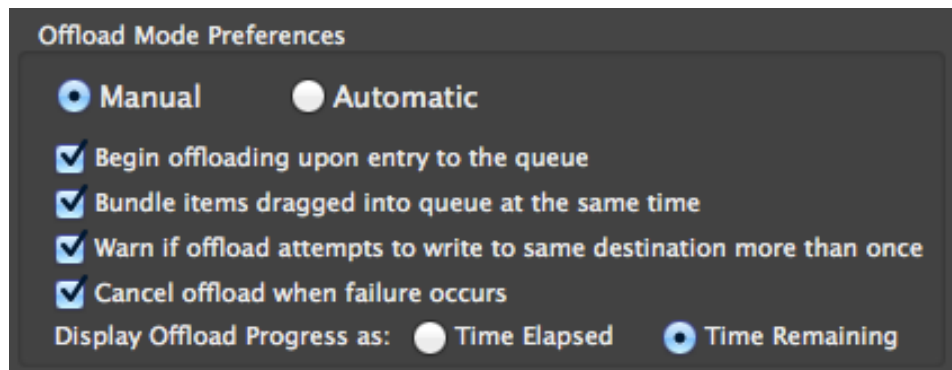 Offload Mode Preferences
Manual Automatic
Begin offloading upon entry to the queue
Bundle items dragged into queue at the same time
Warn if offload attempts to write to same destination more than once
Cancel offload when failure occurs
Display Offload Progress as: Time Elapsed Time Remaining